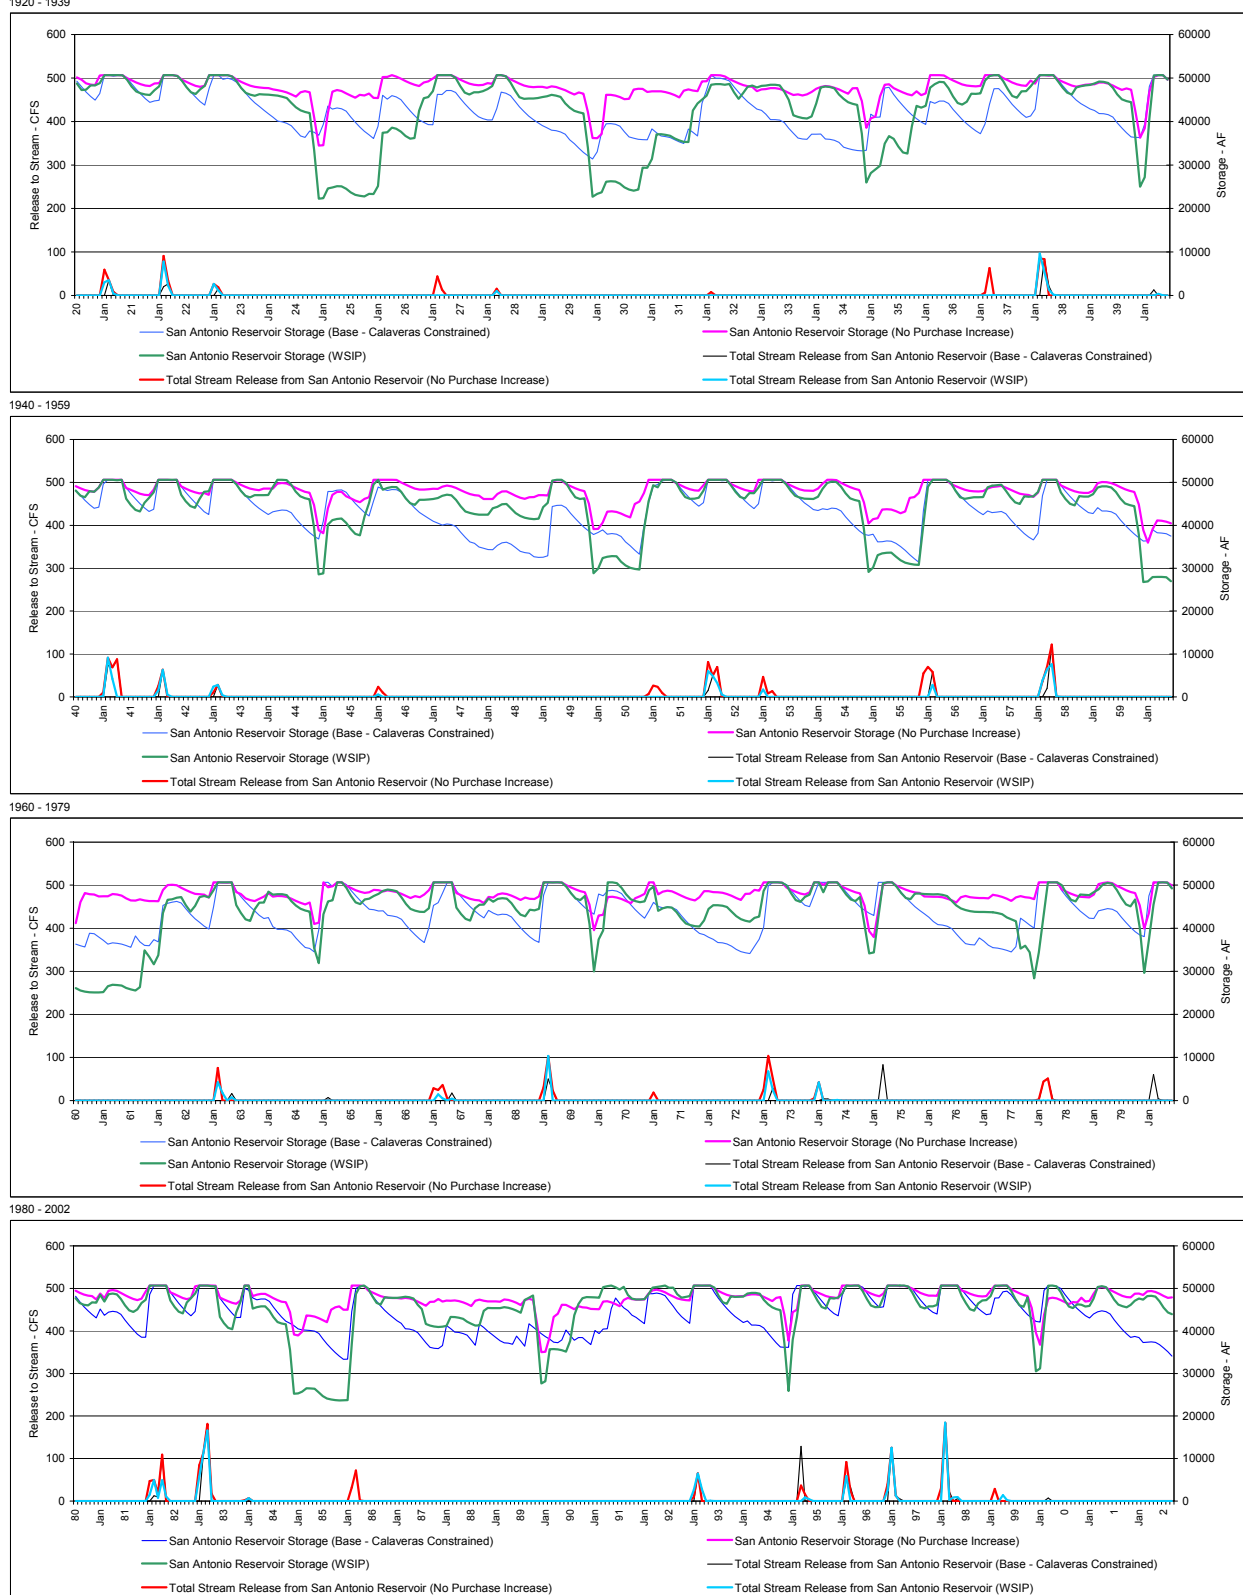 1920 - 1939
600 60000
500 50000
400 40000
300 30000
200 20000
100 10000
0 0
Release to Stream - CFS
Storage - AF
20 Jan 21 Jan 22 Jan 23 Jan 24 Jan 25 Jan 26 Jan 27 Jan 28 Jan 29 Jan 30 Jan 31 Jan 32 Jan 33 Jan 34 Jan 35 Jan 36 Jan 37 Jan 38 Jan 39 Jan
San Antonio Reservoir Storage (Base - Calaveras Constrained) San Antonio Reservoir Storage (No Purchase Increase)
San Antonio Reservoir Storage (WSIP) Total Stream Release from San Antonio Reservoir (Base - Calaveras Constrained)
Total Stream Release from San Antonio Reservoir (No Purchase Increase) Total Stream Release from San Antonio Reservoir (WSIP)
1940 - 1959
600 60000
500 50000
400 40000
300 30000
200 20000
100 10000
0 0
Release to Stream - CFS
Storage - AF
40 Jan 41 Jan 42 Jan 43 Jan 44 Jan 45 Jan 46 Jan 47 Jan 48 Jan 49 Jan 50 Jan 51 Jan 52 Jan 53 Jan 54 Jan 55 Jan 56 Jan 57 Jan 58 Jan 59 Jan
San Antonio Reservoir Storage (Base - Calaveras Constrained) San Antonio Reservoir Storage (No Purchase Increase)
San Antonio Reservoir Storage (WSIP) Total Stream Release from San Antonio Reservoir (Base - Calaveras Constrained)
Total Stream Release from San Antonio Reservoir (No Purchase Increase) Total Stream Release from San Antonio Reservoir (WSIP)
1960 - 1979
600 60000
500 50000
400 40000
300 30000
200 20000
100 10000
0 0
Release to Stream - CFS
Storage - AF
60 Jan 61 Jan 62 Jan 63 Jan 64 Jan 65 Jan 66 Jan 67 Jan 68 Jan 69 Jan 70 Jan 71 Jan 72 Jan 73 Jan 74 Jan 75 Jan 76 Jan 77 Jan 78 Jan 79 Jan
San Antonio Reservoir Storage (Base - Calaveras Constrained) San Antonio Reservoir Storage (No Purchase Increase)
San Antonio Reservoir Storage (WSIP) Total Stream Release from San Antonio Reservoir (Base - Calaveras Constrained)
Total Stream Release from San Antonio Reservoir (No Purchase Increase) Total Stream Release from San Antonio Reservoir (WSIP)
1980 - 2002
600 60000
500 50000
400 40000
300 30000
200 20000
100 10000
0 0
Release to Stream - CFS
Storage - AF
80 Jan 81 Jan 82 Jan 83 Jan 84 Jan 85 Jan 86 Jan 87 Jan 88 Jan 89 Jan 90 Jan 91 Jan 92 Jan 93 Jan 94 Jan 95 Jan 96 Jan 97 Jan 98 Jan 99 Jan 0 Jan 1 Jan 2
San Antonio Reservoir Storage (Base - Calaveras Constrained) San Antonio Reservoir Storage (No Purchase Increase)
San Antonio Reservoir Storage (WSIP) Total Stream Release from San Antonio Reservoir (Base - Calaveras Constrained)
Total Stream Release from San Antonio Reservoir (No Purchase Increase) Total Stream Release from San Antonio Reservoir (WSIP)